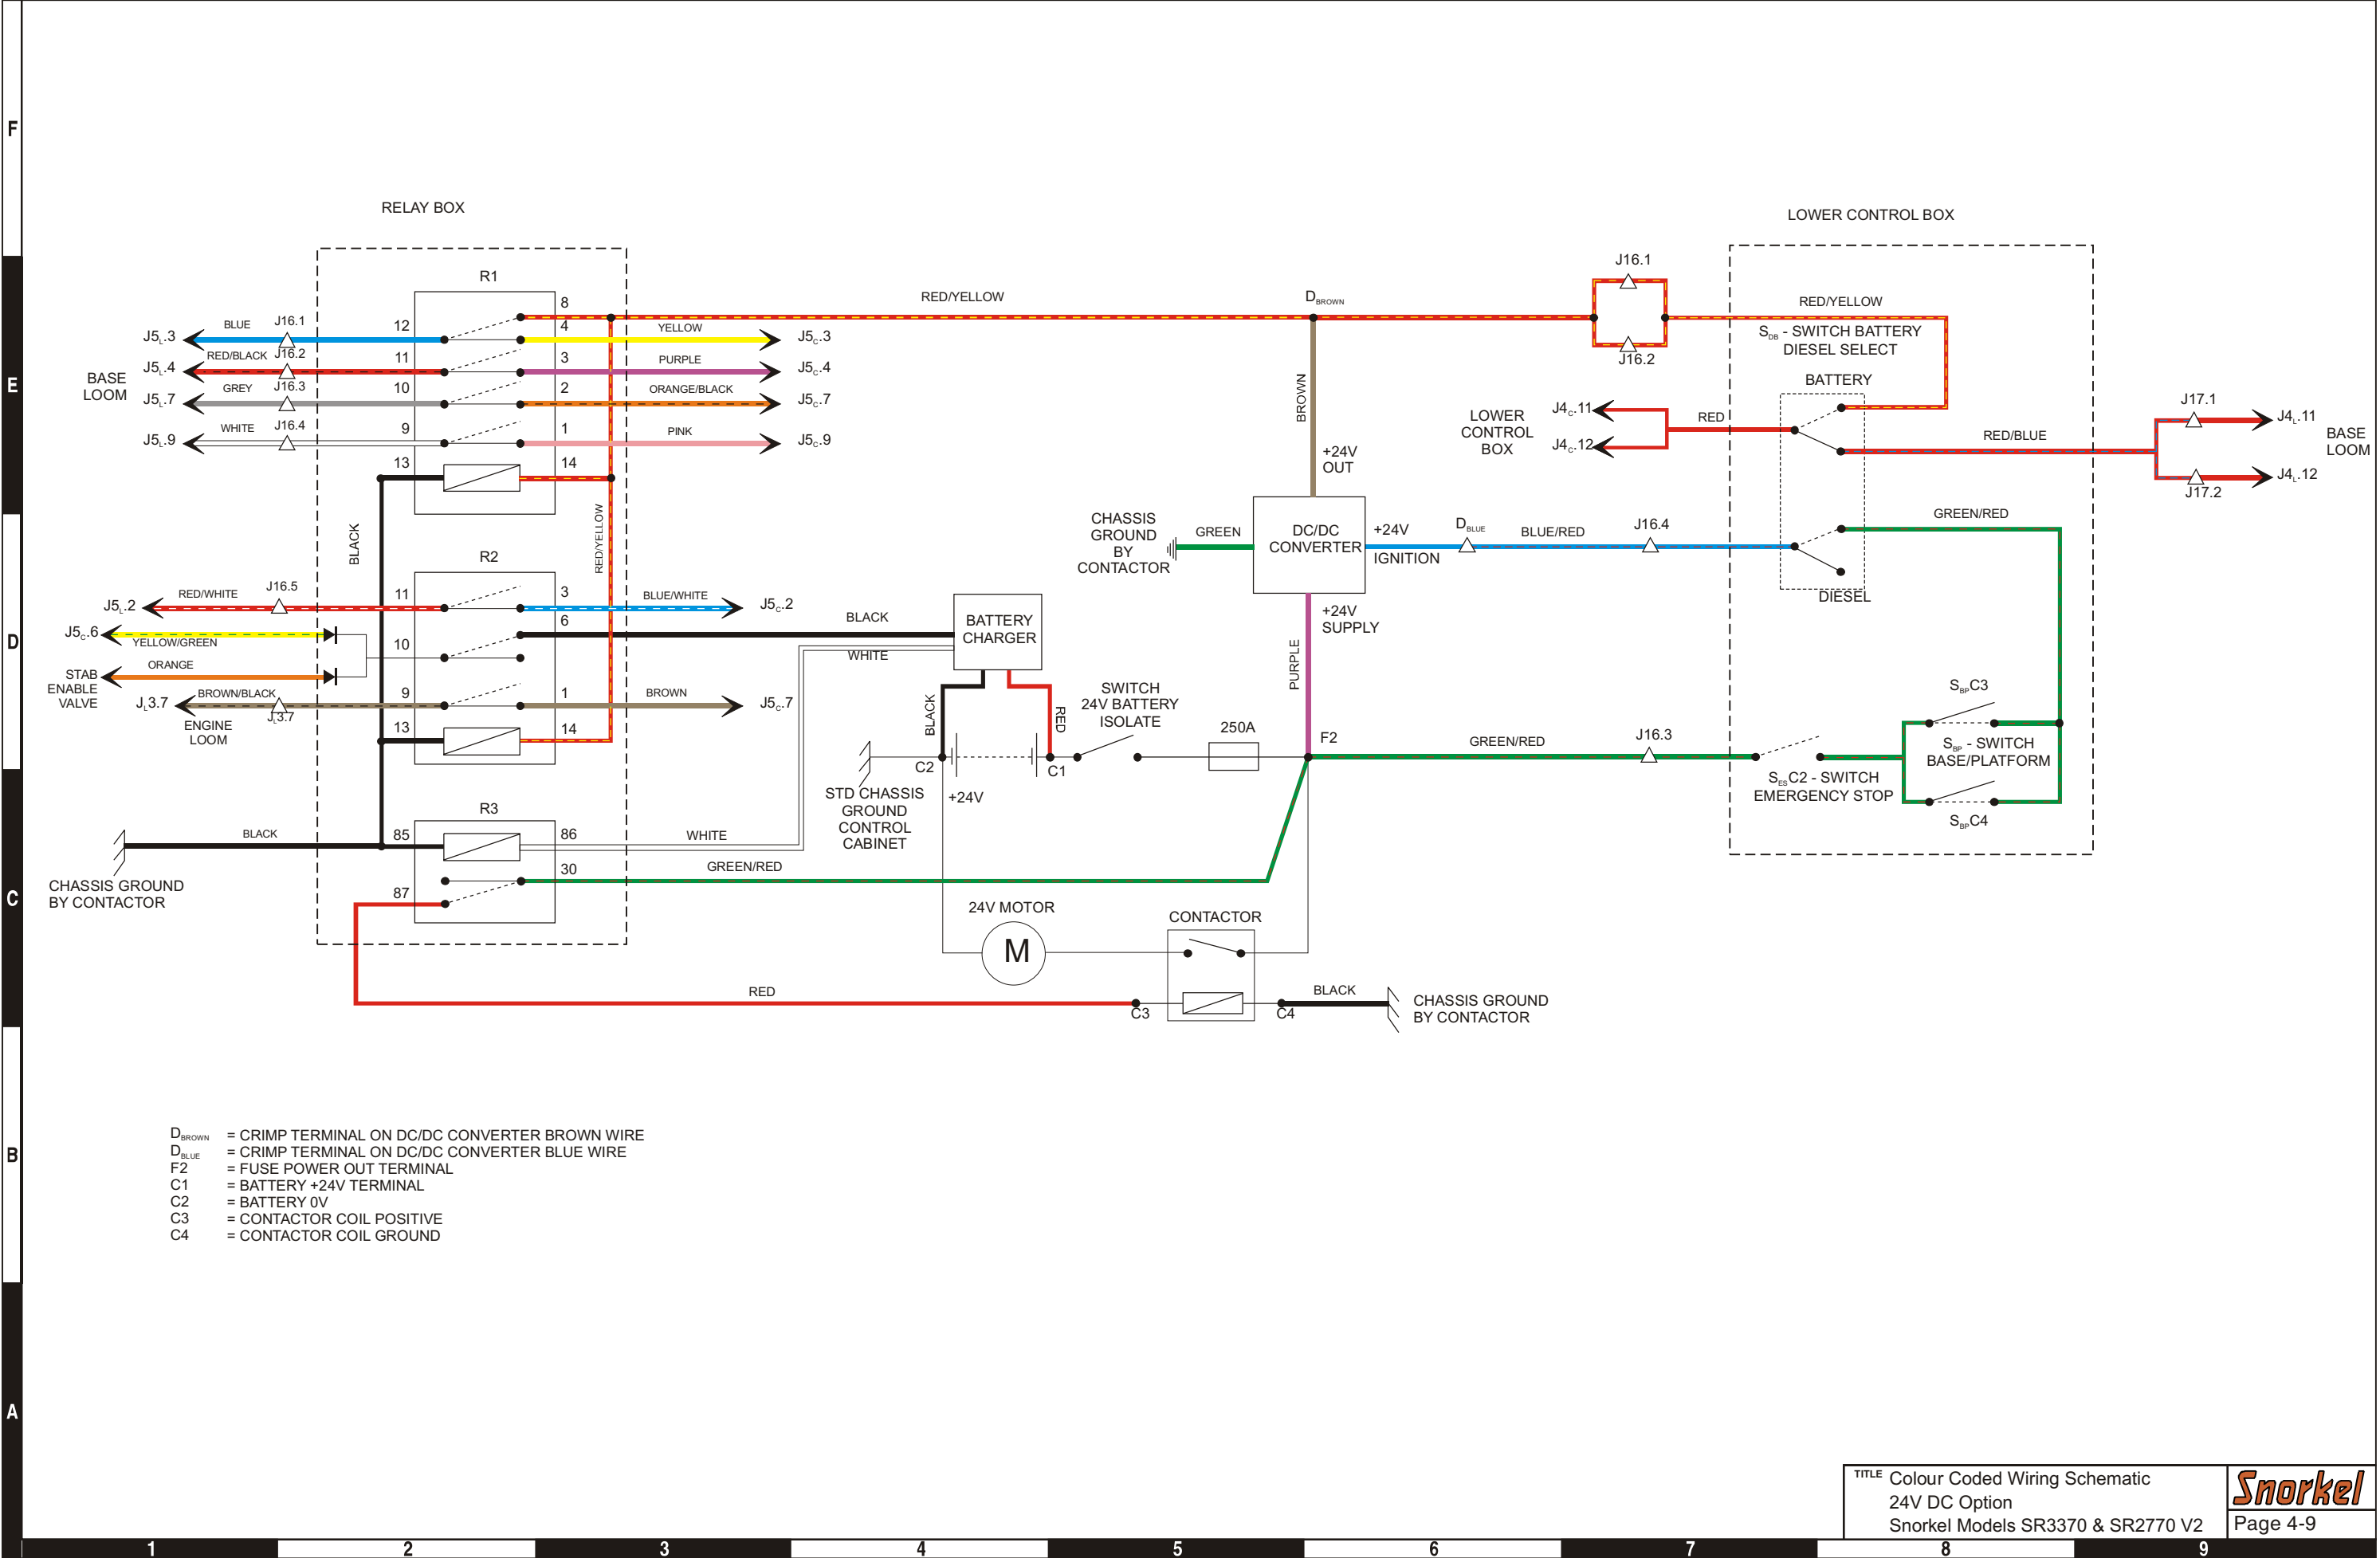 F
E
D
C
B
A
RELAY BOX
LOWER CONTROL BOX
R1
8
12
4
11
3
10
2
9
1
13
14
J5L.3
BLUE
J16.1
J5L.4
RED/BLACK
J16.2
J5L.7
GREY
J16.3
J5L.9
WHITE
J16.4
BASE
LOOM
YELLOW
J5C.3
PURPLE
J5C.4
ORANGE/BLACK
J5C.7
PINK
J5C.9
RED/YELLOW
DBROWN
J16.1
J16.2
RED/YELLOW
SDB - SWITCH BATTERY
DIESEL SELECT
BATTERY
LOWER
CONTROL
BOX
J4C.11
J4C.12
RED
RED/BLUE
J17.1
J17.2
J4L.11
J4L.12
BASE
LOOM
BROWN
+24V
OUT
BLACK
RED/YELLOW
CHASSIS
GROUND
BY
CONTACTOR
GREEN
DC/DC
CONVERTER
+24V
IGNITION
DBLUE
BLUE/RED
J16.4
GREEN/RED
DIESEL
+24V
SUPPLY
PURPLE
R2
11
3
6
10
9
1
13
14
J5L.2
RED/WHITE
J16.5
J5C.6
YELLOW/GREEN
STAB
ENABLE
VALVE
ORANGE
JL3.7
BROWN/BLACK
JL3.7
ENGINE
LOOM
BLUE/WHITE
J5C.2
BROWN
J5C.7
BLACK
WHITE
BATTERY
CHARGER
BLACK
RED
SWITCH
24V BATTERY
ISOLATE
250A
F2
C2
C1
+24V
STD CHASSIS
GROUND
CONTROL
CABINET
GREEN/RED
J16.3
SESC2 - SWITCH
EMERGENCY STOP
SBPC3
SBP - SWITCH
BASE/PLATFORM
SBPC4
R3
85
86
30
87
BLACK
CHASSIS GROUND
BY CONTACTOR
WHITE
GREEN/RED
24V MOTOR
M
CONTACTOR
RED
C3
C4
BLACK
CHASSIS GROUND
BY CONTACTOR
DBROWN = CRIMP TERMINAL ON DC/DC CONVERTER BROWN WIRE
DBLUE = CRIMP TERMINAL ON DC/DC CONVERTER BLUE WIRE
F2 = FUSE POWER OUT TERMINAL
C1 = BATTERY +24V TERMINAL
C2 = BATTERY 0V
C3 = CONTACTOR COIL POSITIVE
C4 = CONTACTOR COIL GROUND
TITLE Colour Coded Wiring Schematic
24V DC Option
Snorkel Models SR3370 & SR2770 V2
Snorkel
Page 4-9
1 2 3 4 5 6 7 8 9